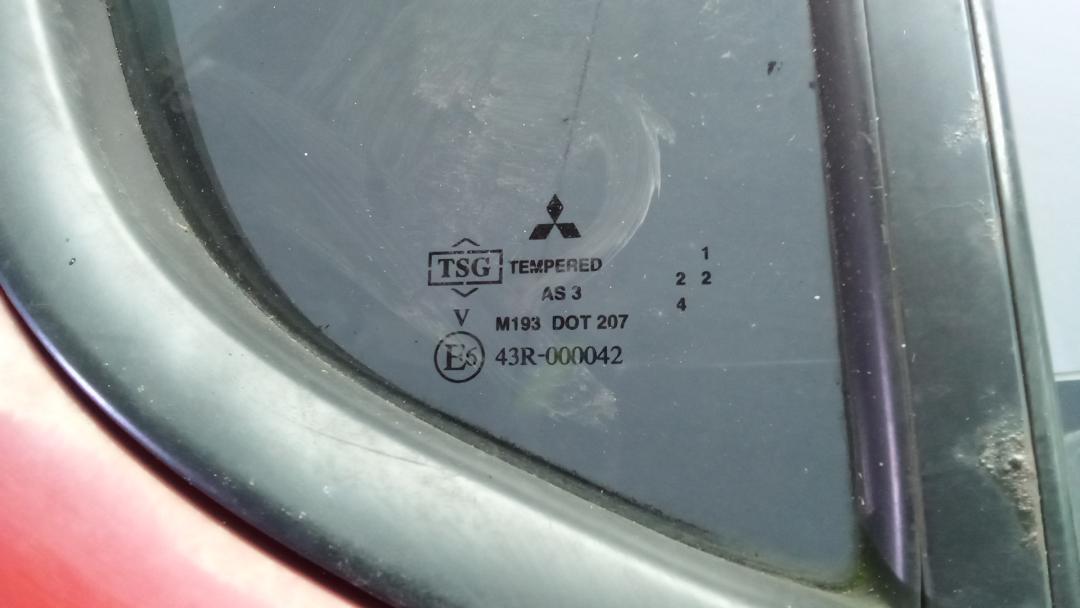 TSG TEMPERED
AS 3
V
M193 DOT 207
E6 43R-000042
1
2 2
4